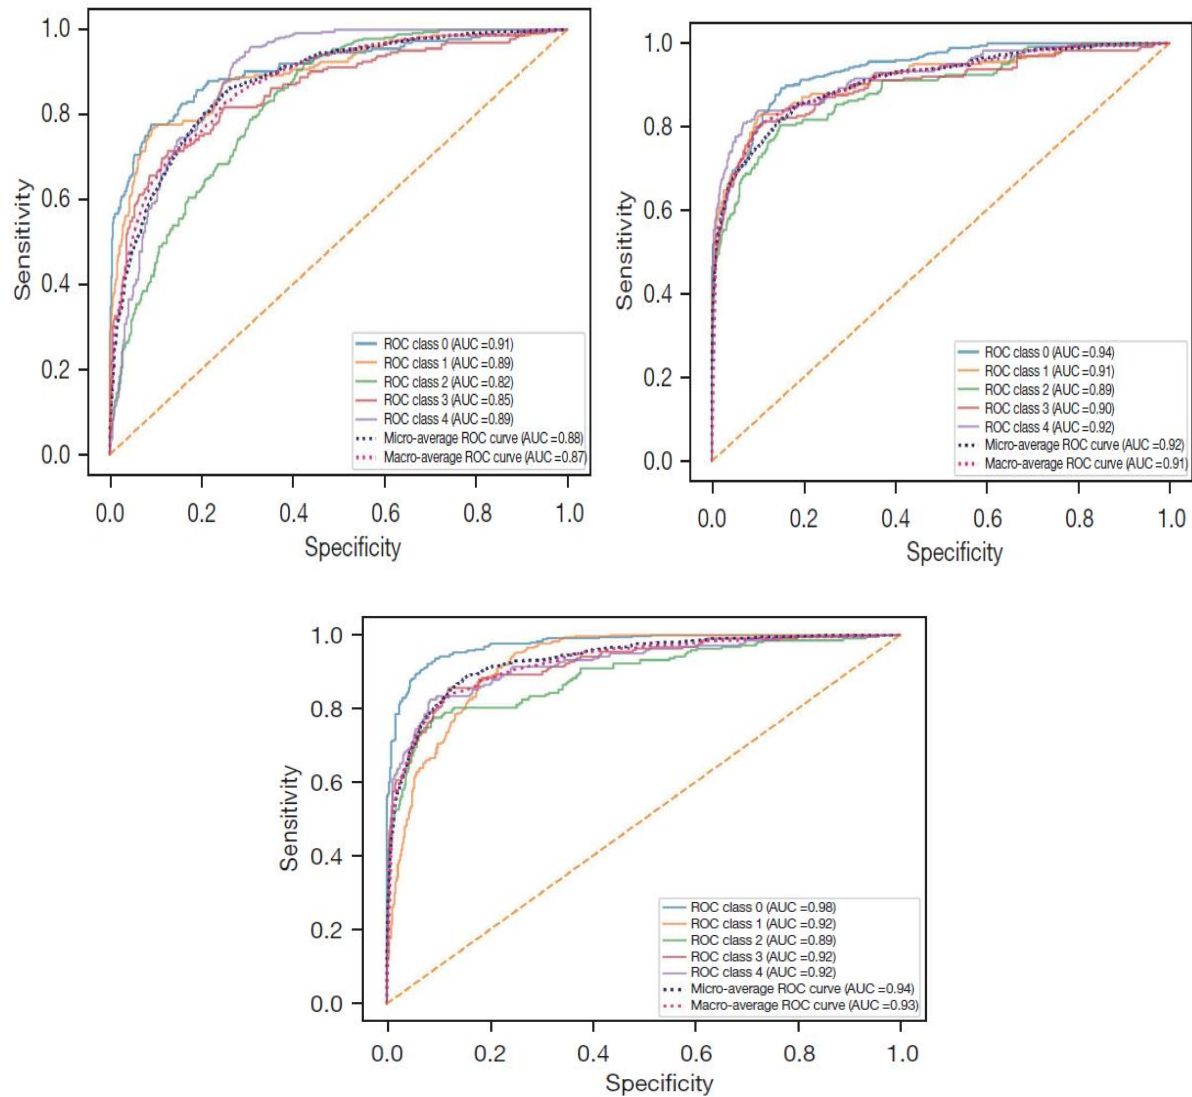 1.0
0.8
0.6
0.4
0.2
0.0
Sensitivity
ROC class 0 (AUC =0.91)
ROC class 1 (AUC =0.89)
ROC class 2 (AUC =0.82)
ROC class 3 (AUC =0.85)
ROC class 4 (AUC =0.89)
Micro-average ROC curve (AUC =0.88)
Macro-average ROC curve (AUC =0.87)
0.0 0.2 0.4 0.6 0.8 1.0
Specificity
1.0
0.8
0.6
0.4
0.2
0.0
Sensitivity
ROC class 0 (AUC =0.94)
ROC class 1 (AUC =0.91)
ROC class 2 (AUC =0.89)
ROC class 3 (AUC =0.90)
ROC class 4 (AUC =0.92)
Micro-average ROC curve (AUC =0.92)
Macro-average ROC curve (AUC =0.91)
0.0 0.2 0.4 0.6 0.8 1.0
Specificity
1.0
0.8
0.6
0.4
0.2
0.0
Sensitivity
ROC class 0 (AUC =0.98)
ROC class 1 (AUC =0.92)
ROC class 2 (AUC =0.89)
ROC class 3 (AUC =0.92)
ROC class 4 (AUC =0.92)
Micro-average ROC curve (AUC =0.94)
Macro-average ROC curve (AUC =0.93)
0.0 0.2 0.4 0.6 0.8 1.0
Specificity